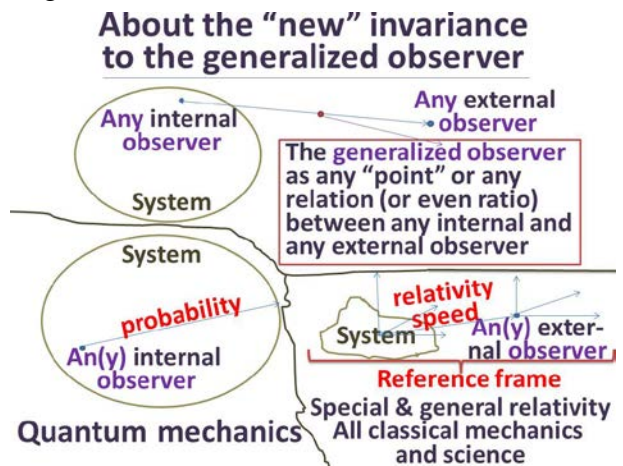 About the “new” invariance
to the generalized observer
Any internal
observer
System
Any external
observer
The generalized observer
as any “point” or any
relation (or even ratio)
between any internal and
any external observer
System
probability
An(y) internal
observer
Quantum mechanics
relativity
speed
System
An(y) exter-
nal observer
Reference frame
Special & general relativity
All classical mechanics
and science